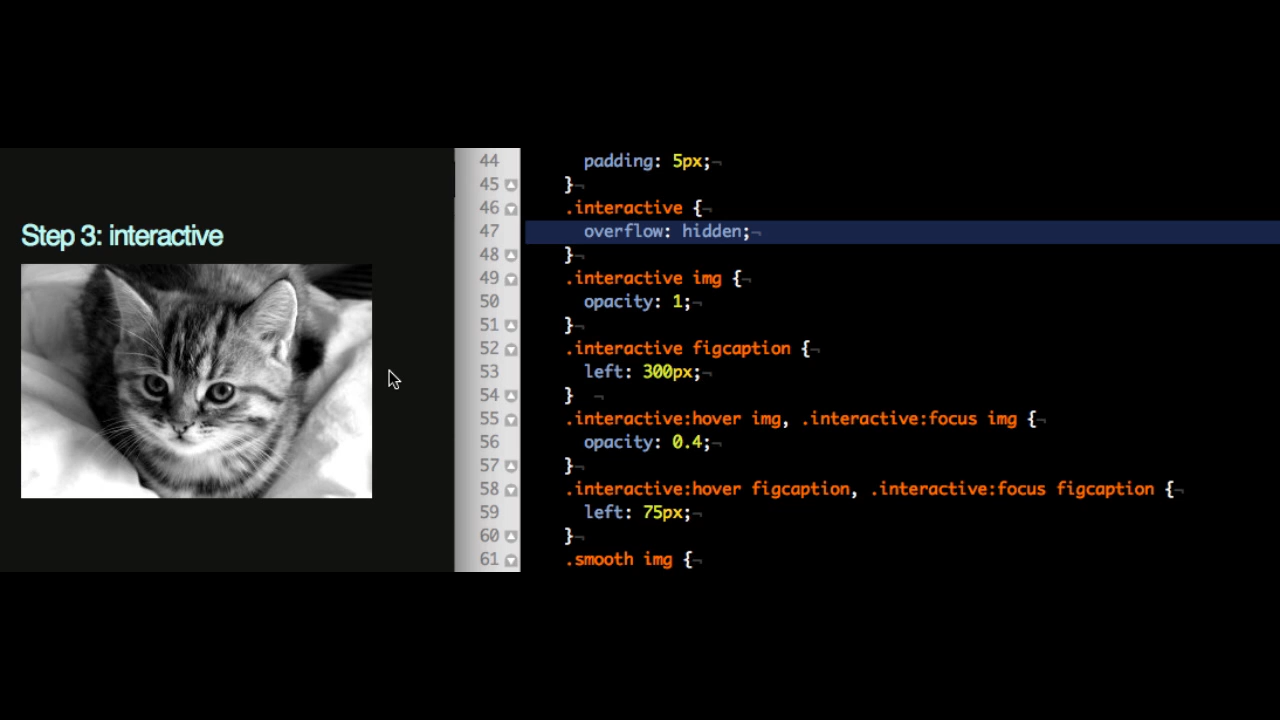 Step 3: interactive
44 padding: 5px;¬
45 }¬
46 .interactive {¬
47 overflow: hidden;¬
48 }¬
49 .interactive img {¬
50 opacity: 1;¬
51 }¬
52 .interactive figcaption {¬
53 left: 300px;¬
54 } ¬
55 .interactive:hover img, .interactive:focus img {¬
56 opacity: 0.4;¬
57 }¬
58 .interactive:hover figcaption, .interactive:focus figcaption {¬
59 left: 75px;¬
60 }¬
61 .smooth img {¬